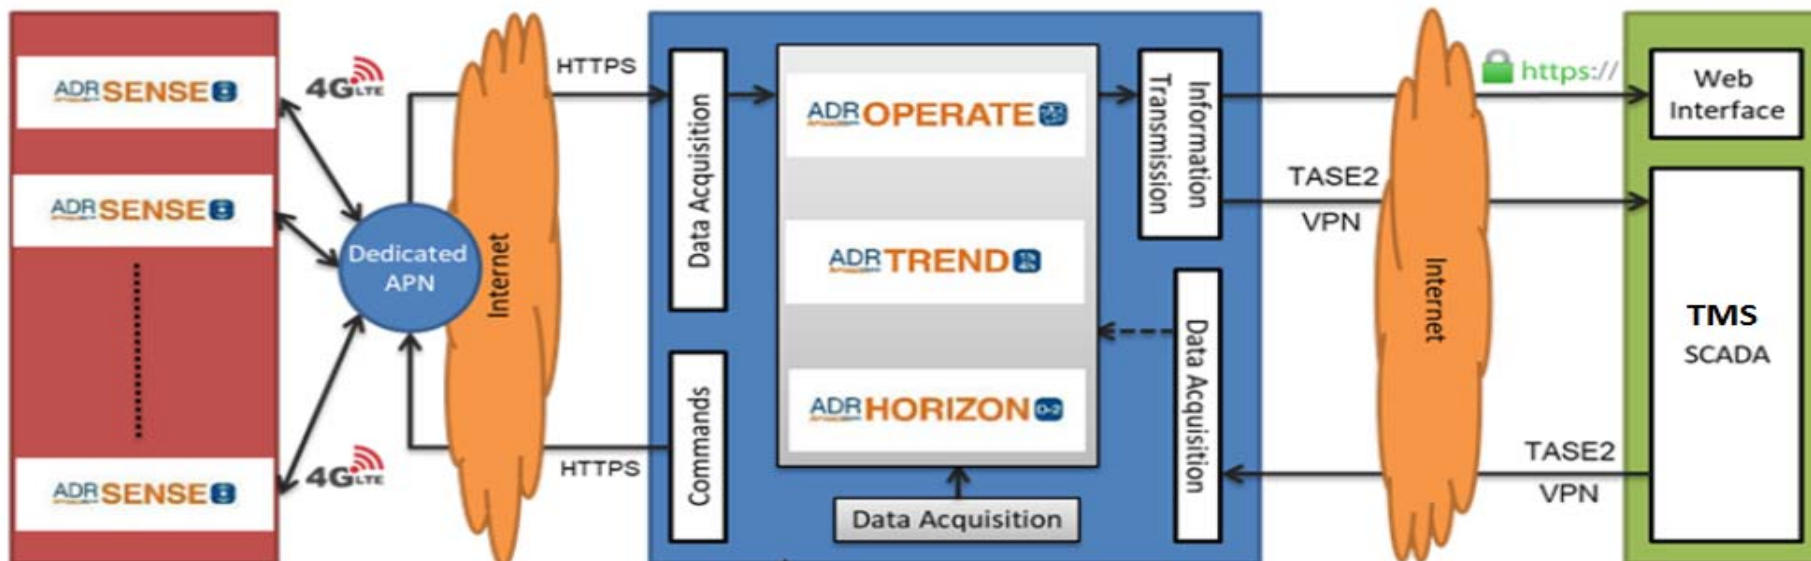 ADR SENSE
4G LTE
ADR SENSE
ADR SENSE
4G LTE
Dedicated
APN
Internet
HTTPS
HTTPS
Data Acquisition
Commands
ADR OPERATE
ADR TREND
ADR HORIZON D-2
Data Acquisition
Information
Transmission
Data Acquisition
https://
TASE2
VPN
Internet
TASE2
VPN
Web
Interface
TMS
SCADA